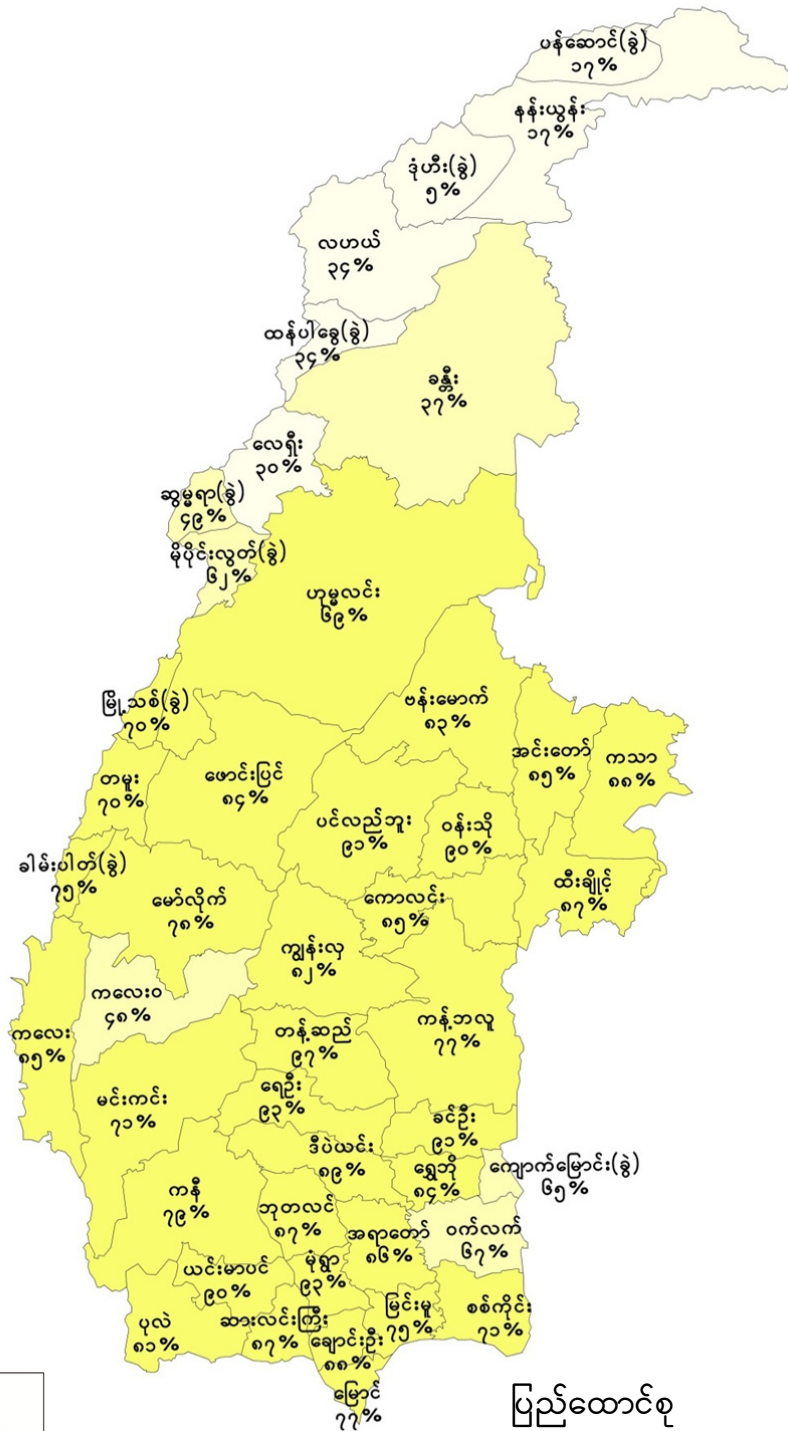 ပန်ဆောင်(ခွဲ)
၁၇%
နန်းယွန်း
၁၇%
ဒုံဟီး(ခွဲ)
၅%
လဟယ်
၃၄%
ထန်ပါခွေ(ခွဲ)
၃၄%
ခန္တီး
၃၇%
လေရှီး
၃၀%
ဆွမ္မရာ(ခွဲ)
၄၉%
မိုပိုင်းလွတ်(ခွဲ)
၆၂%
ဟုမ္မလင်း
၆၉%
မြို့သစ်(ခွဲ)
၇၀%
ဗန်းမောက်
၈၃%
အင်းတော်
၈၅%
ကသာ
၈၈%
တမူး
၇၀%
ဖောင်းပြင်
၈၄%
ပင်လည်ဘူး
၉၁%
ဝန်းသို
၉၀%
ခါမ်းပါတ်(ခွဲ)
၇၅%
မော်လိုက်
၇၈%
ကောလင်း
၈၅%
ထီးချိုင့်
၈၇%
ကျွန်းလှ
၈၂%
ကလေးဝ
၄၈%
ကလေး
၈၅%
တန့်ဆည်
၉၇%
ကန့်ဘလူ
၇၇%
မင်းကင်း
၇၁%
ရေဦး
၉၃%
ခင်ဦး
၉၁%
ဒီပဲယင်း
၈၉%
ရွှေဘို
၈၄%
ကျောက်မြောင်း(ခွဲ)
၆၅%
ကနီ
၇၉%
ဘုတလင်
၈၇%
အရာတော်
၈၆%
ဝက်လက်
၆၇%
ယင်းမာပင်
၉၀%
မုံရွာ
၉၃%
ပုလဲ
၈၁%
ဆားလင်းကြီး
၈၇%
ချောင်းဦး
၈၈%
မြင်းမူ
၇၅%
စစ်ကိုင်း
၇၁%
မြောင်
၇၇%
ပြည်ထောင်စု